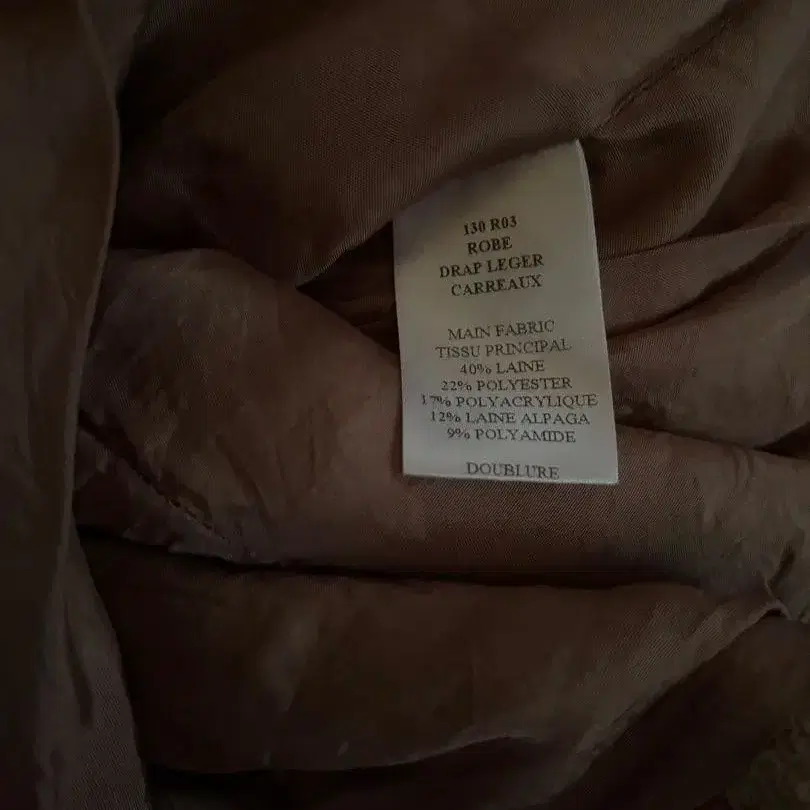 130 R03
ROBE
DRAP LEGER
CARREAUX
MAIN FABRIC
TISSU PRINCIPAL
40% LAINE
22% POLYESTER
17% POLYACRYLIQUE
12% LAINE ALPAGA
9% POLYAMIDE
DOUBLURE